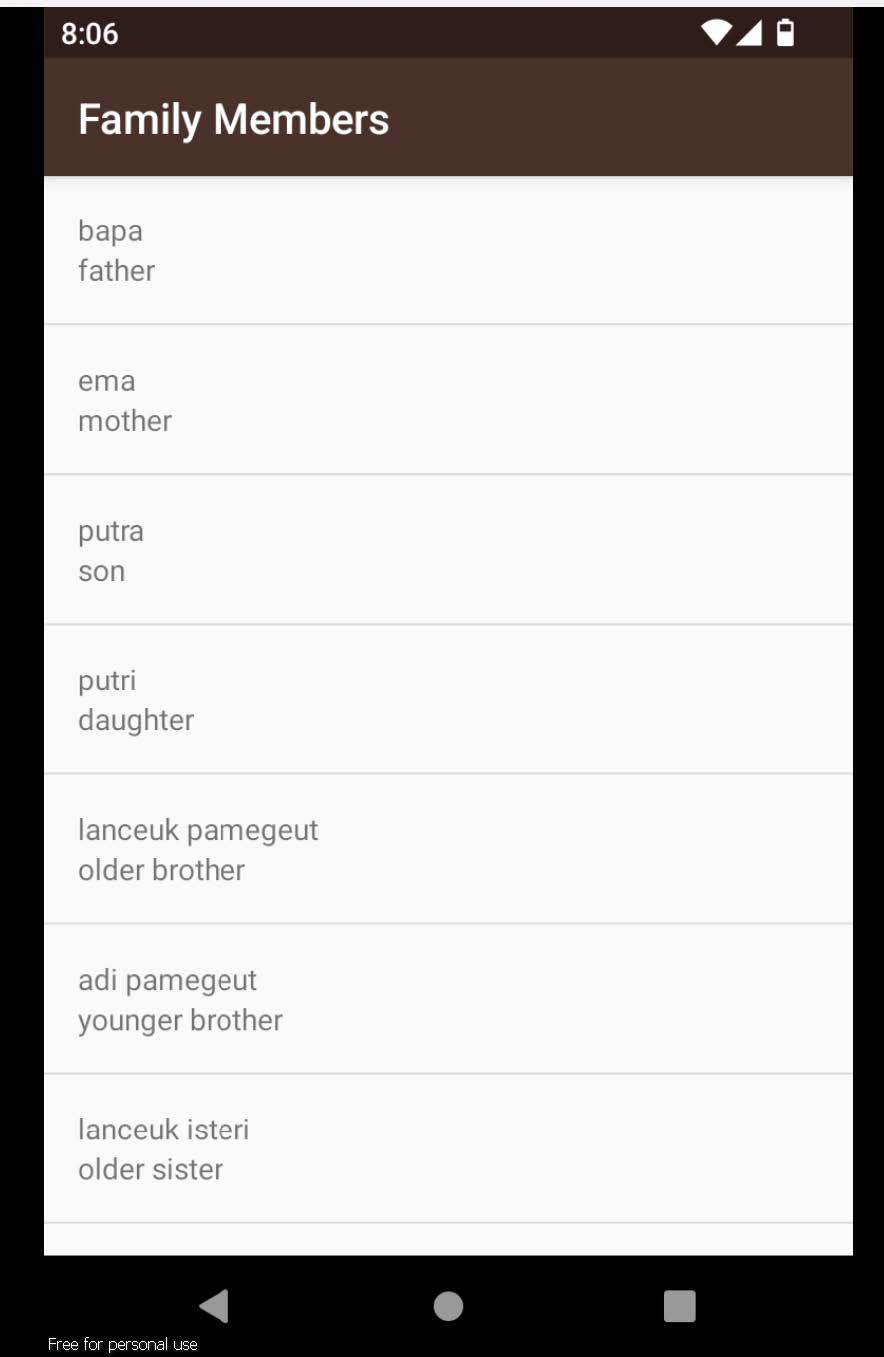 8:06
Family Members
bapa
father
ema
mother
putra
son
putri
daughter
lanceuk pamegeut
older brother
adi pamegeut
younger brother
lanceuk isteri
older sister
Free for personal use